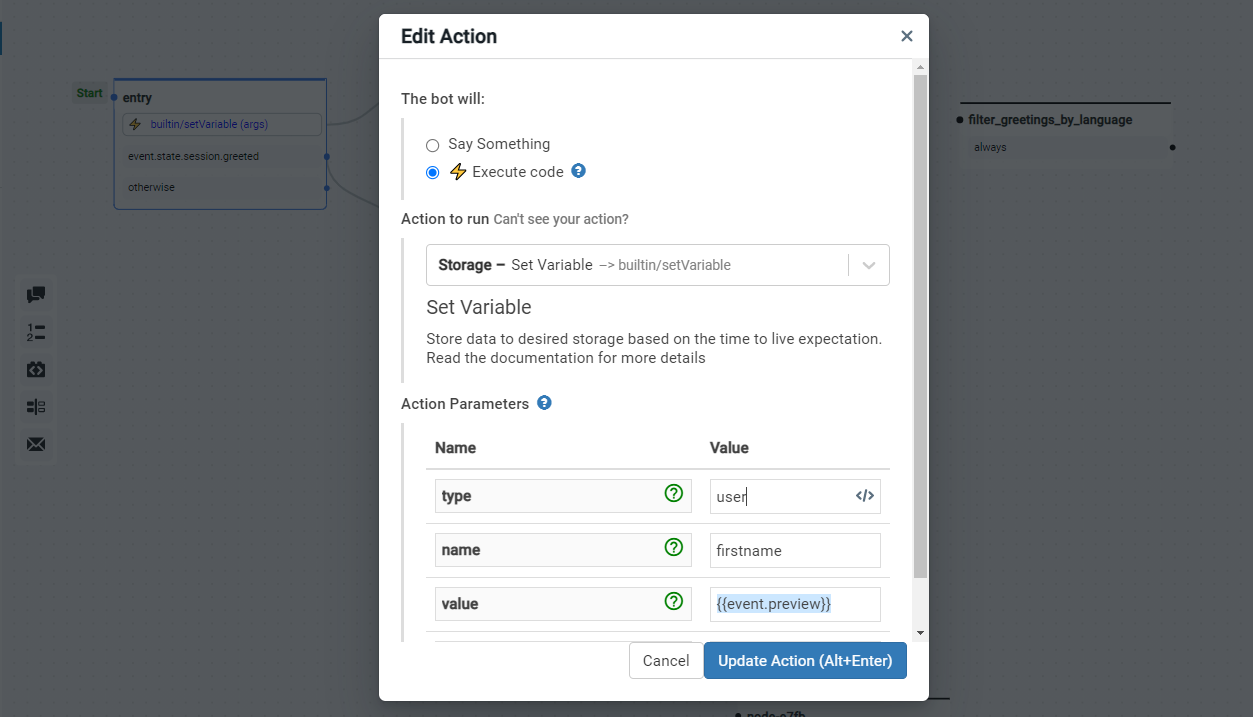 Edit Action
The bot will:
Say Something
Execute code
Action to run Can't see your action?
Storage – Set Variable --> builtin/setVariable
Set Variable
Store data to desired storage based on the time to live expectation.
Read the documentation for more details
Action Parameters
Name Value
type user
name firstname
value {{event.preview}}
Cancel Update Action (Alt+Enter)
Start
entry
builtin/setVariable (args)
event.state.session.greeted
otherwise
filter_greetings_by_language
always